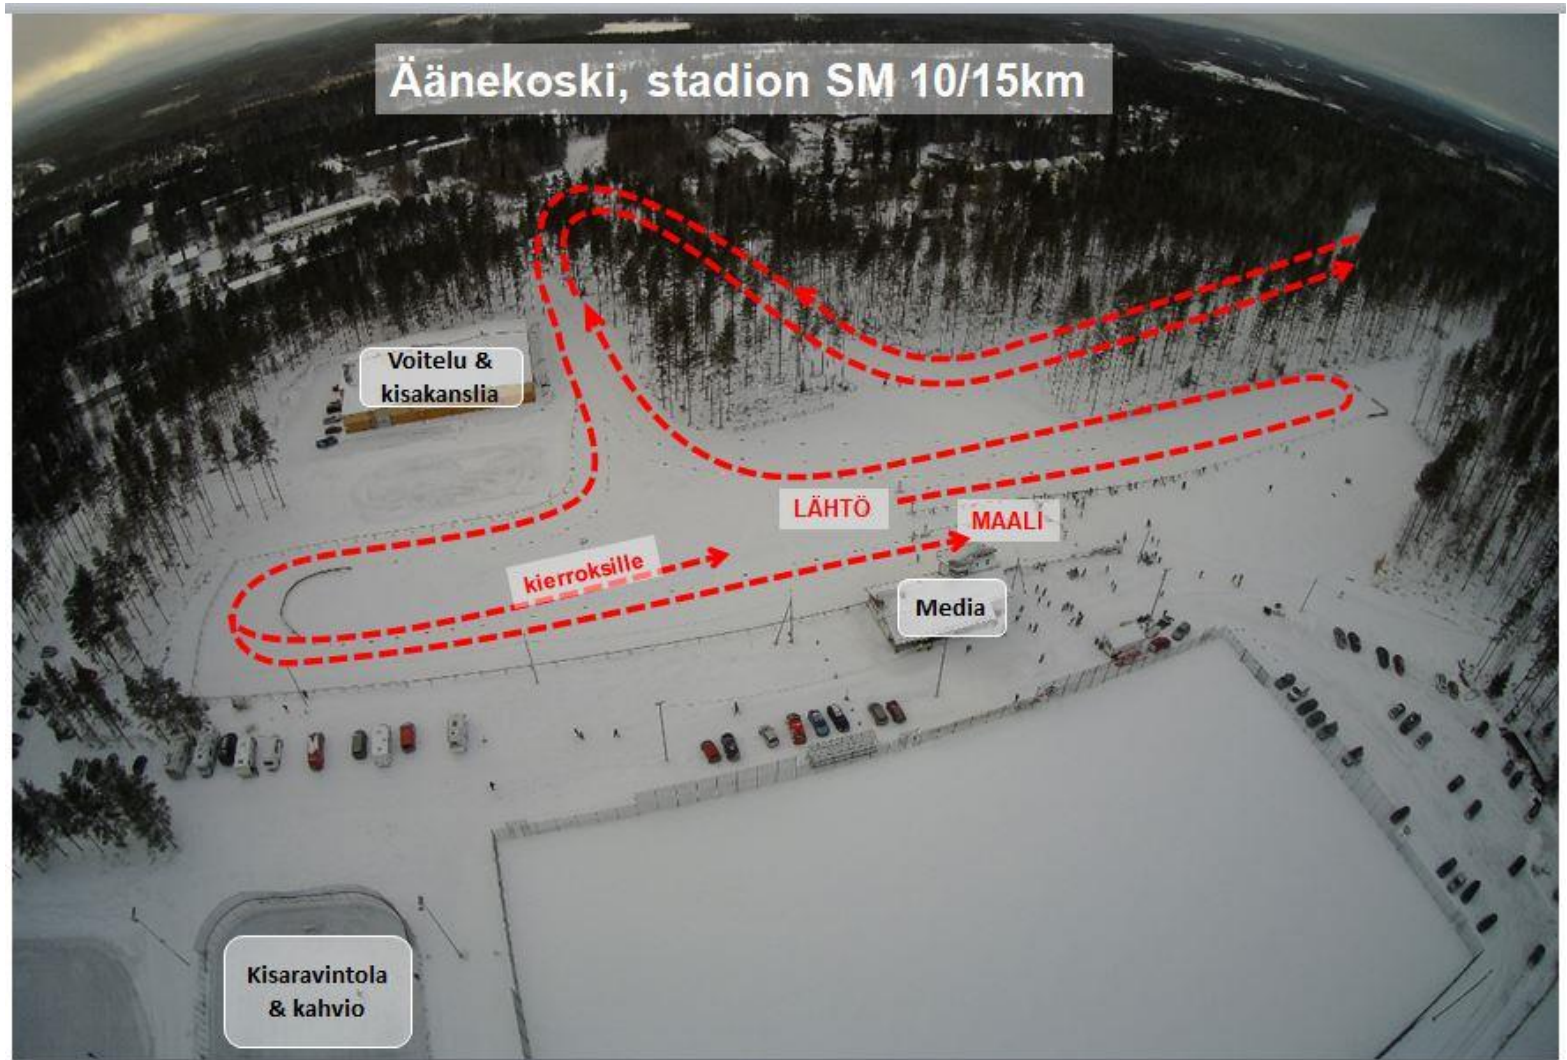 Äänekoski, stadion SM 10/15km
Voitelu &
kisakanslia
LÄHTÖ
MAALI
kierroksille
Media
Kisaravintola
& kahvio